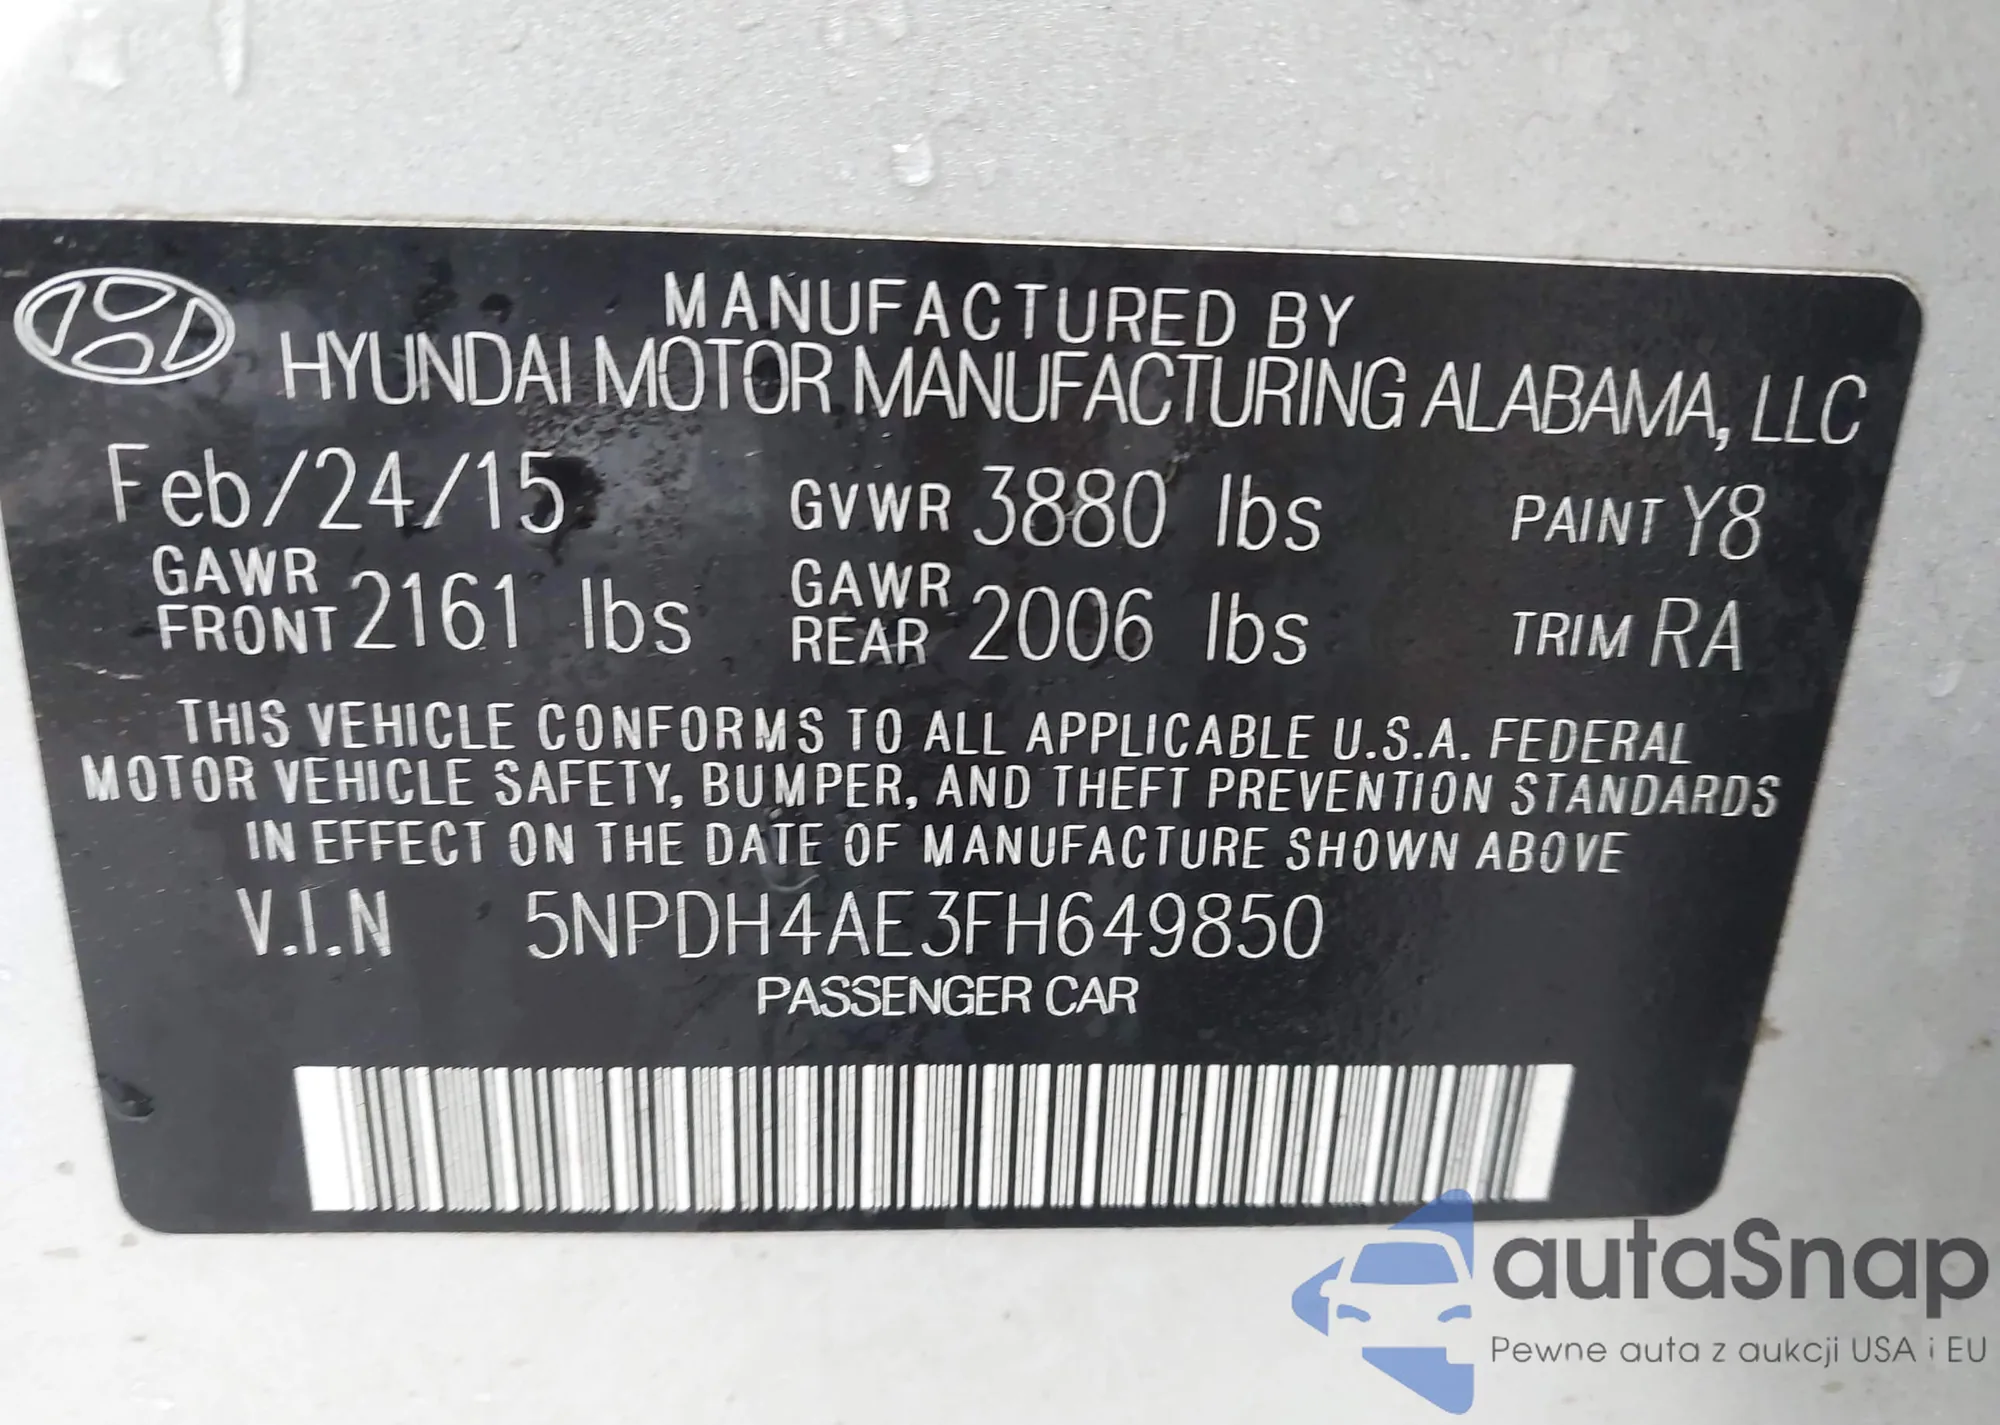 MANUFACTURED BY
HYUNDAI MOTOR MANUFACTURING ALABAMA, LLC
Feb/24/15 GVWR 3880 lbs PAINT Y8
GAWR FRONT 2161 lbs GAWR REAR 2006 lbs TRIM RA
THIS VEHICLE CONFORMS TO ALL APPLICABLE U.S.A. FEDERAL
MOTOR VEHICLE SAFETY, BUMPER, AND THEFT PREVENTION STANDARDS
IN EFFECT ON THE DATE OF MANUFACTURE SHOWN ABOVE
V.I.N 5NPDH4AE3FH649850
PASSENGER CAR
autaSnap
Pewne auta z aukcji USA i EU